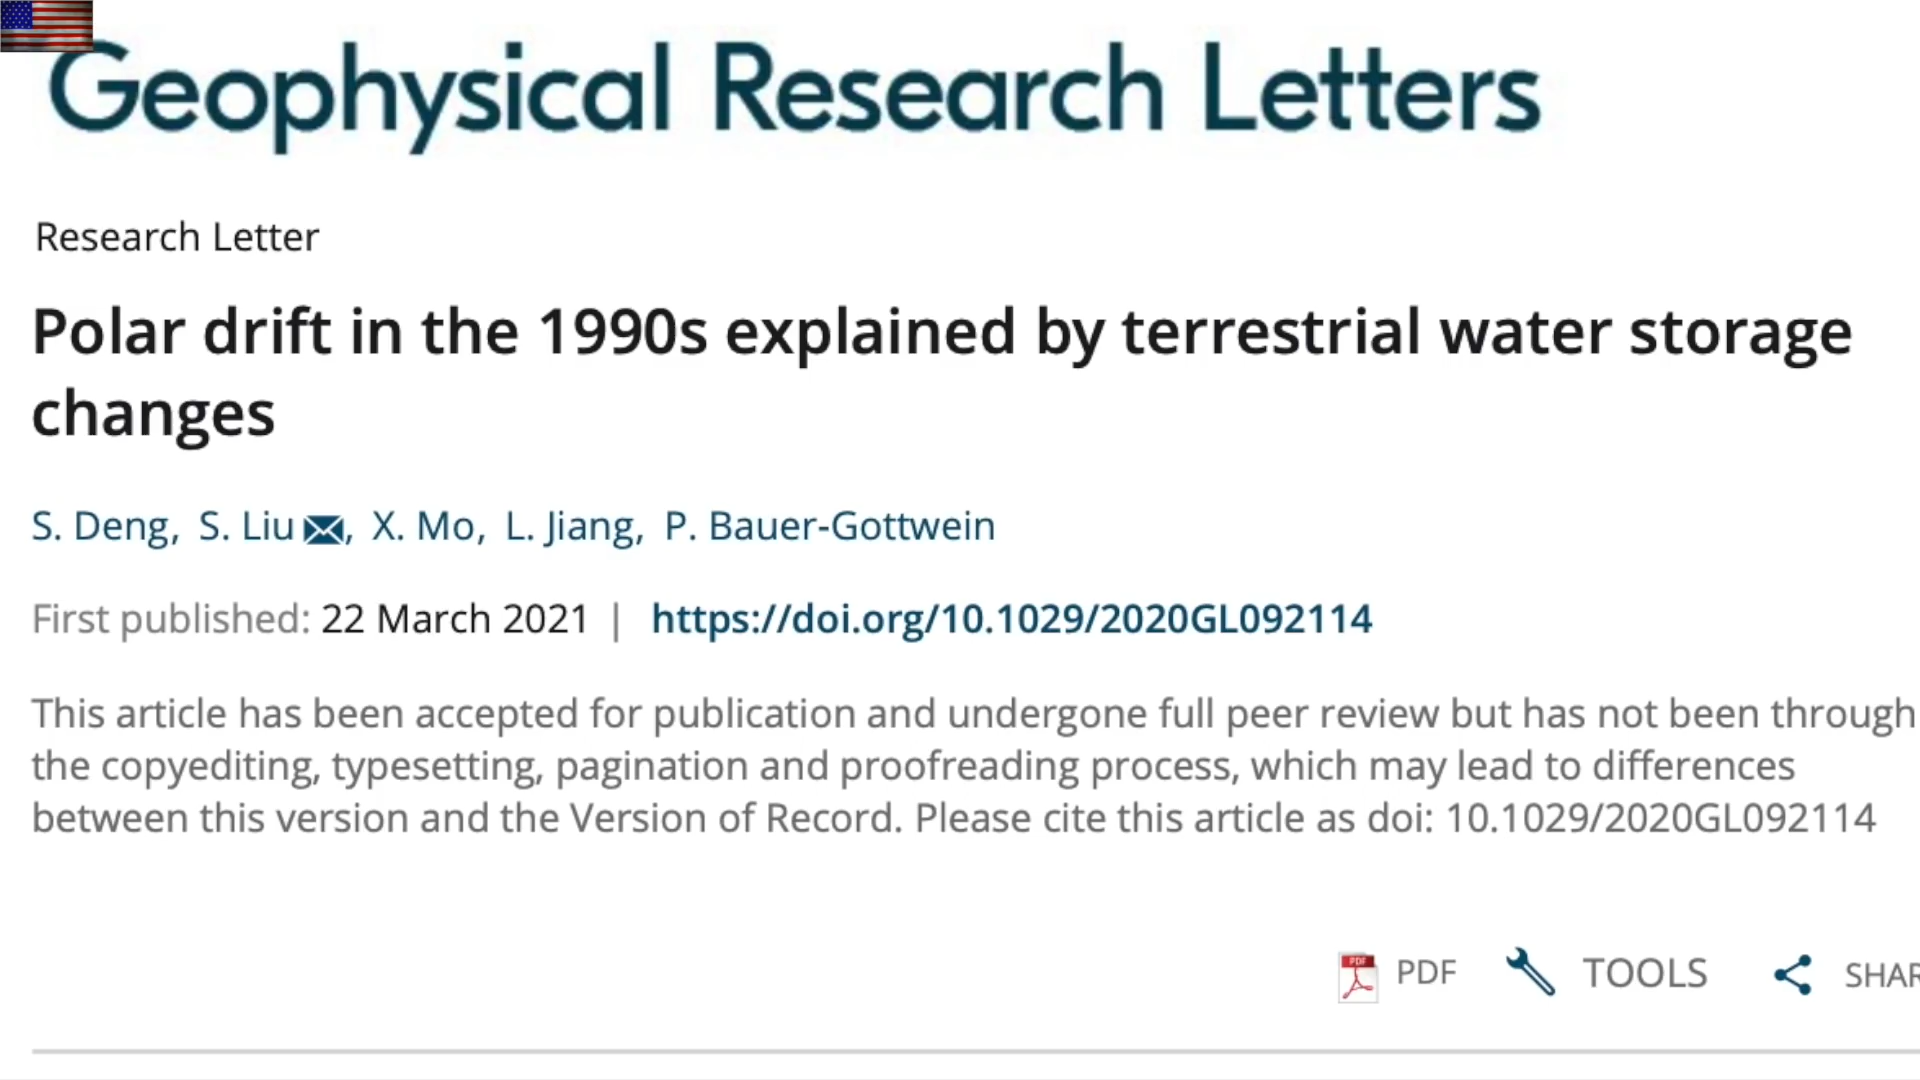 Geophysical Research Letters
Research Letter
Polar drift in the 1990s explained by terrestrial water storage
changes
S. Deng, S. Liu, X. Mo, L. Jiang, P. Bauer-Gottwein
First published: 22 March 2021 | https://doi.org/10.1029/2020GL092114
This article has been accepted for publication and undergone full peer review but has not been through
the copyediting, typesetting, pagination and proofreading process, which may lead to differences
between this version and the Version of Record. Please cite this article as doi: 10.1029/2020GL092114
PDF PDF TOOLS SHAR